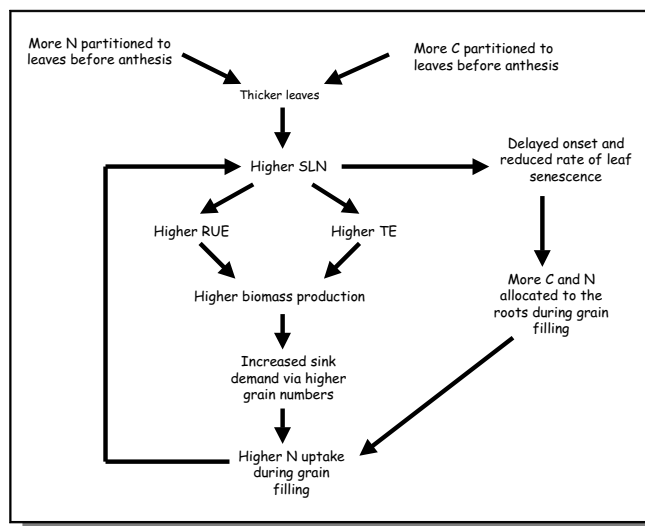 More N partitioned to
leaves before anthesis
More C partitioned to
leaves before anthesis
Thicker leaves
Higher SLN
Delayed onset and
reduced rate of leaf
senescence
Higher RUE
Higher TE
Higher biomass production
More C and N
allocated to the
roots during grain
filling
Increased sink
demand via higher
grain numbers
Higher N uptake
during grain
filling